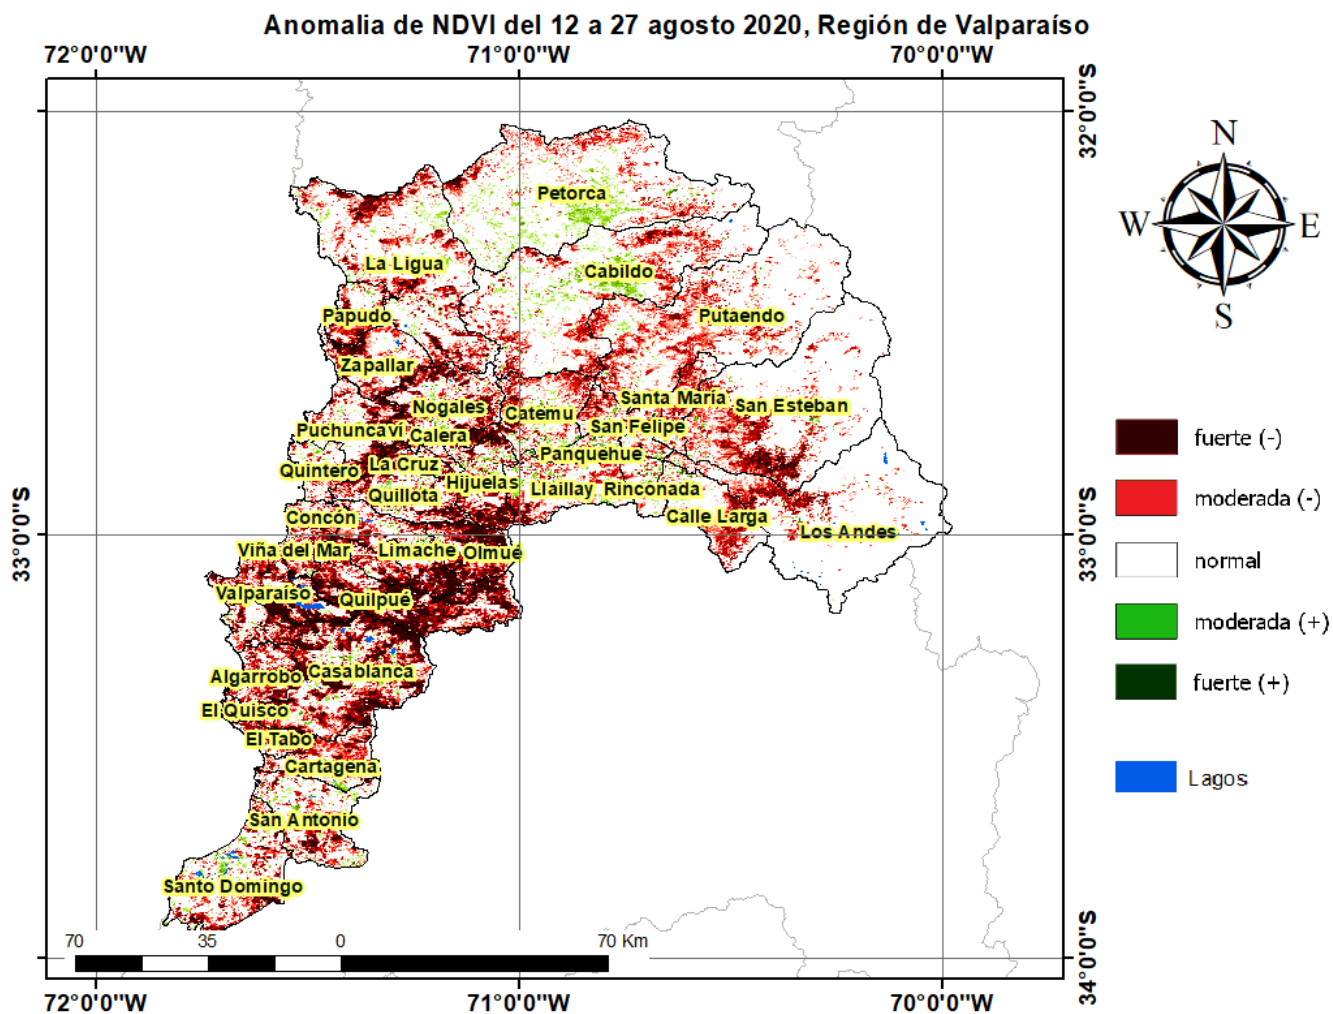 Anomalia de NDVI del 12 a 27 agosto 2020, Región de Valparaíso
72°0'0"W
71°0'0"W
70°0'0"W
32°0'0"S
33°0'0"S
33°0'0"S
34°0'0"S
N
W
E
S
Petorca
La Ligua
Cabildo
Papudo
Putaendo
Zapallar
Nogales
Catemu
Santa María
San Esteban
Puchuncaví
Calera
San Felipe
Quintero
La Cruz
Panquehue
Quillota
Hijuelas
Llaillay
Rinconada
Concón
Calle Larga
Los Andes
Viña del Mar
Limache
Olmué
Valparaíso
Quilpué
Algarrobo
Casablanca
El Quisco
El Tabo
Cartagena
San Antonio
Santo Domingo
fuerte (-)
moderada (-)
normal
moderada (+)
fuerte (+)
Lagos
70
35
0
70 Km
72°0'0"W
71°0'0"W
70°0'0"W